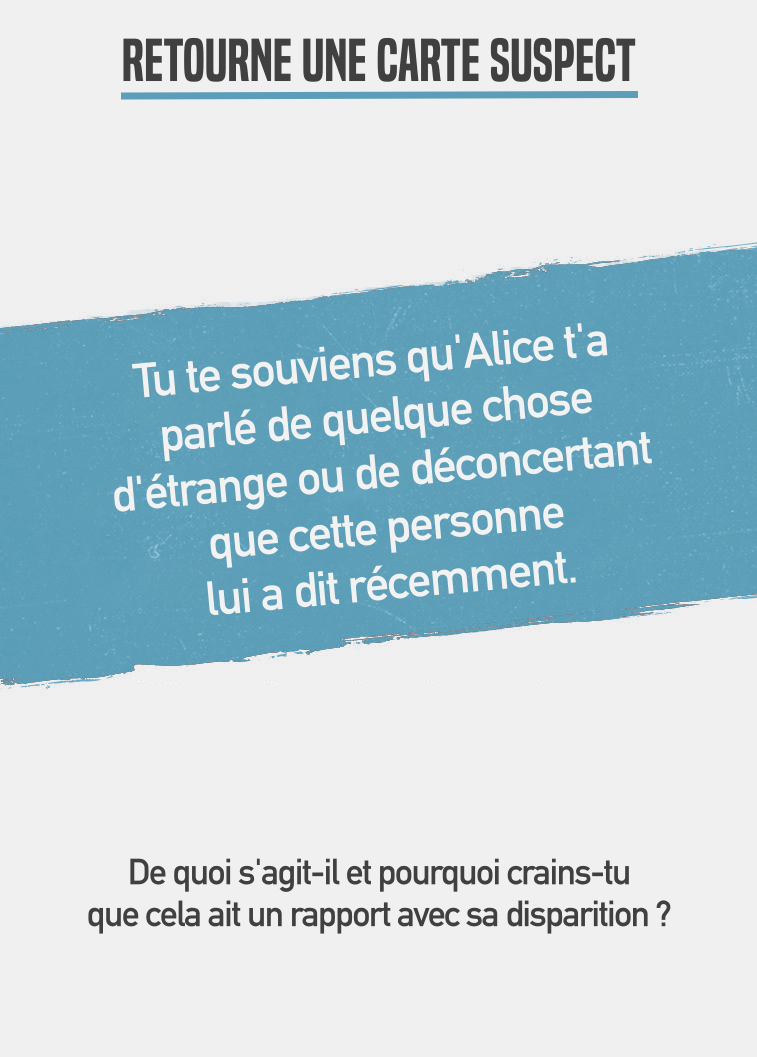 RETOURNE UNE CARTE SUSPECT
Tu te souviens qu'Alice t'a
parlé de quelque chose
d'étrange ou de déconcertant
que cette personne
lui a dit récemment.
De quoi s'agit-il et pourquoi crains-tu
que cela ait un rapport avec sa disparition ?